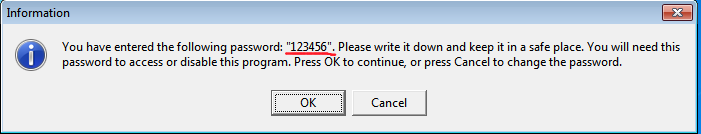 Information
You have entered the following password: "123456". Please write it down and keep it in a safe place. You will need this
password to access or disable this program. Press OK to continue, or press Cancel to change the password.
OK
Cancel